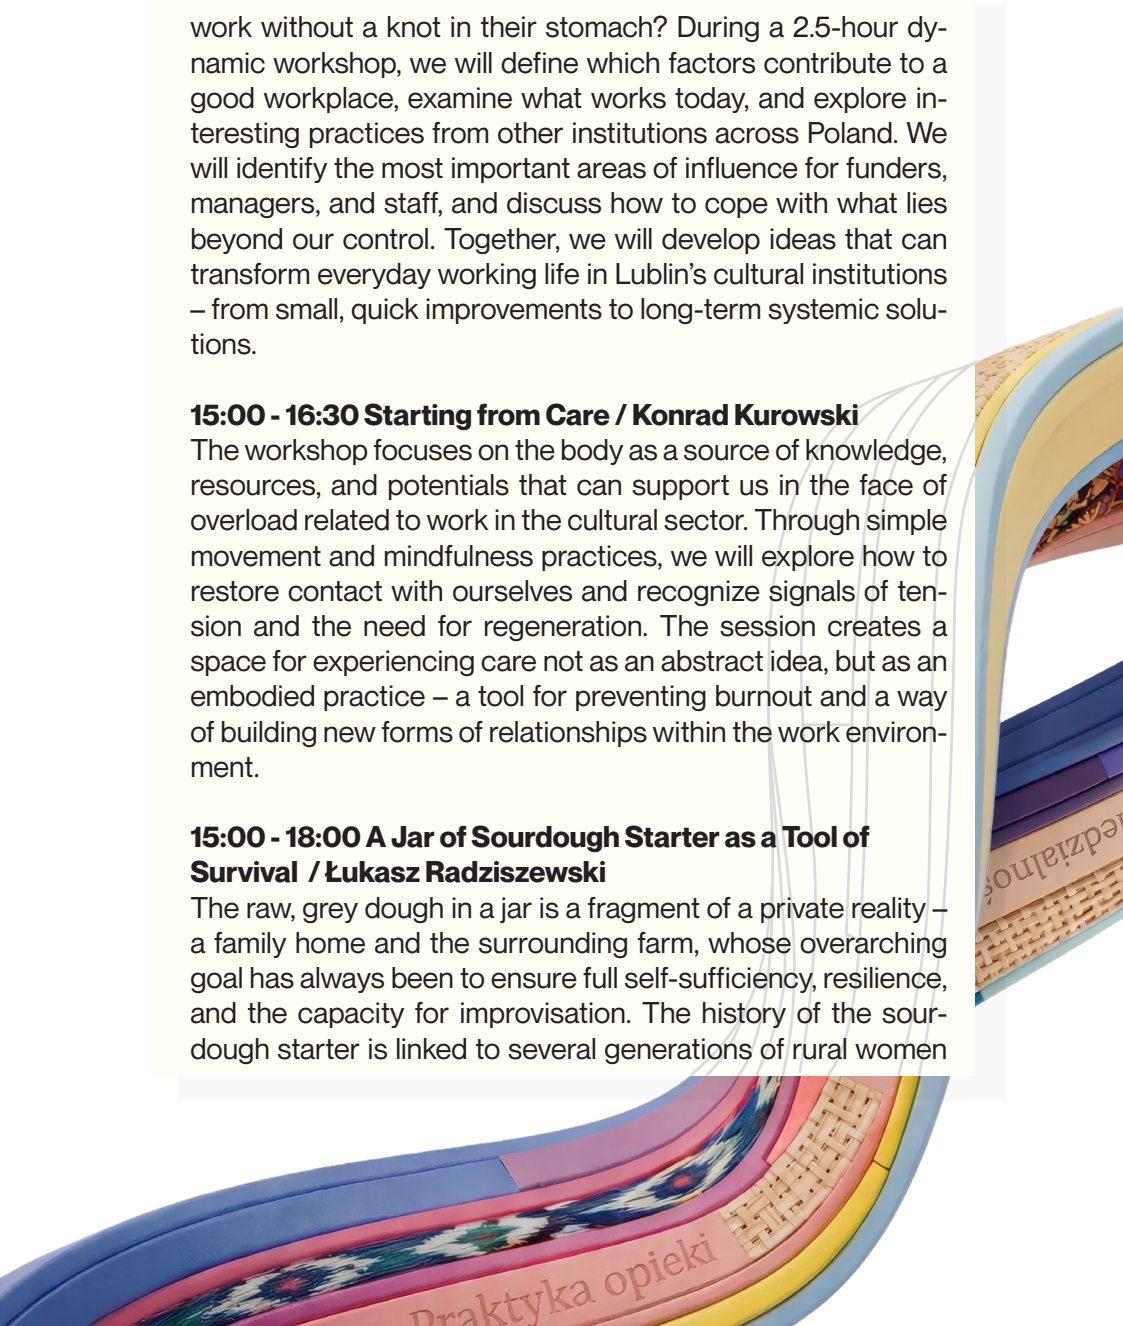 work without a knot in their stomach? During a 2.5-hour dy-
namic workshop, we will define which factors contribute to a
good workplace, examine what works today, and explore in-
teresting practices from other institutions across Poland. We
will identify the most important areas of influence for funders,
managers, and staff, and discuss how to cope with what lies
beyond our control. Together, we will develop ideas that can
transform everyday working life in Lublin’s cultural institutions
– from small, quick improvements to long-term systemic solu-
tions.
15:00 - 16:30 Starting from Care / Konrad Kurowski
The workshop focuses on the body as a source of knowledge,
resources, and potentials that can support us in the face of
overload related to work in the cultural sector. Through simple
movement and mindfulness practices, we will explore how to
restore contact with ourselves and recognize signals of ten-
sion and the need for regeneration. The session creates a
space for experiencing care not as an abstract idea, but as an
embodied practice – a tool for preventing burnout and a way
of building new forms of relationships within the work environ-
ment.
15:00 - 18:00 A Jar of Sourdough Starter as a Tool of
Survival / Łukasz Radziszewski
The raw, grey dough in a jar is a fragment of a private reality –
a family home and the surrounding farm, whose overarching
goal has always been to ensure full self-sufficiency, resilience,
and the capacity for improvisation. The history of the sour-
dough starter is linked to several generations of rural women
Praktyka opieki